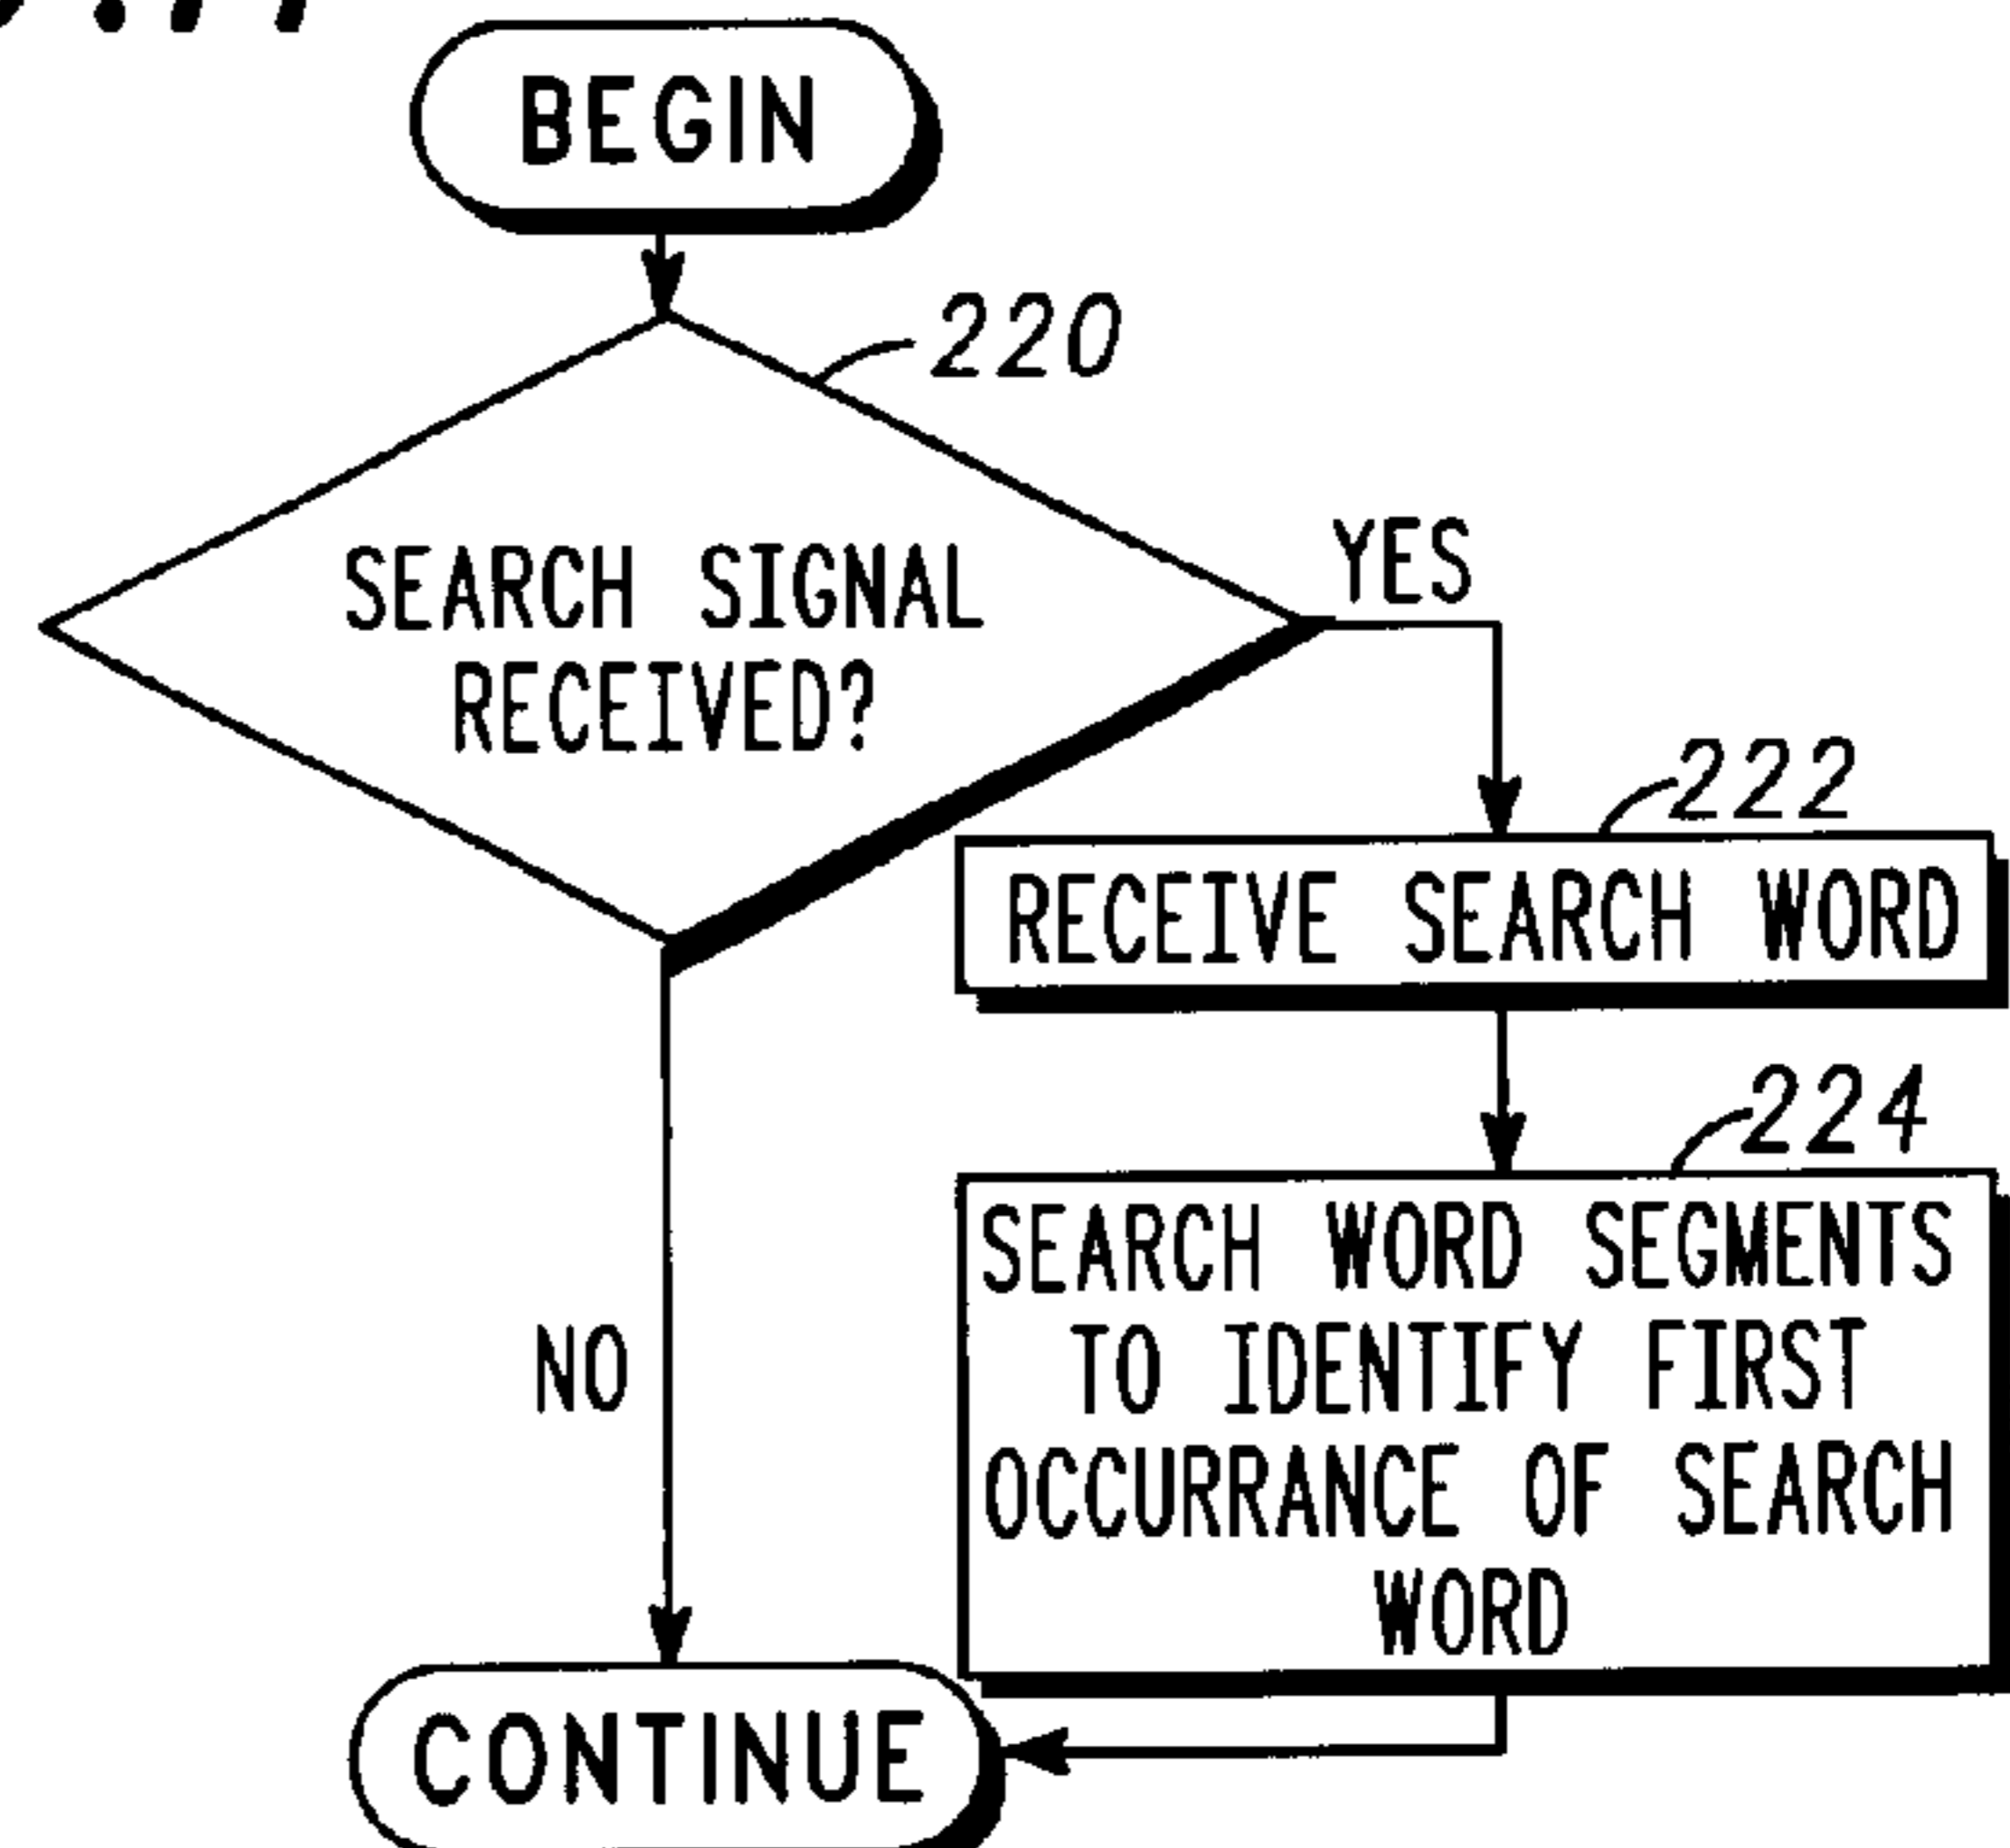 BEGIN
220
SEARCH SIGNAL
RECEIVED?
YES
222
RECEIVE SEARCH WORD
224
SEARCH WORD SEGMENTS
TO IDENTIFY FIRST
OCCURRANCE OF SEARCH
WORD
NO
CONTINUE